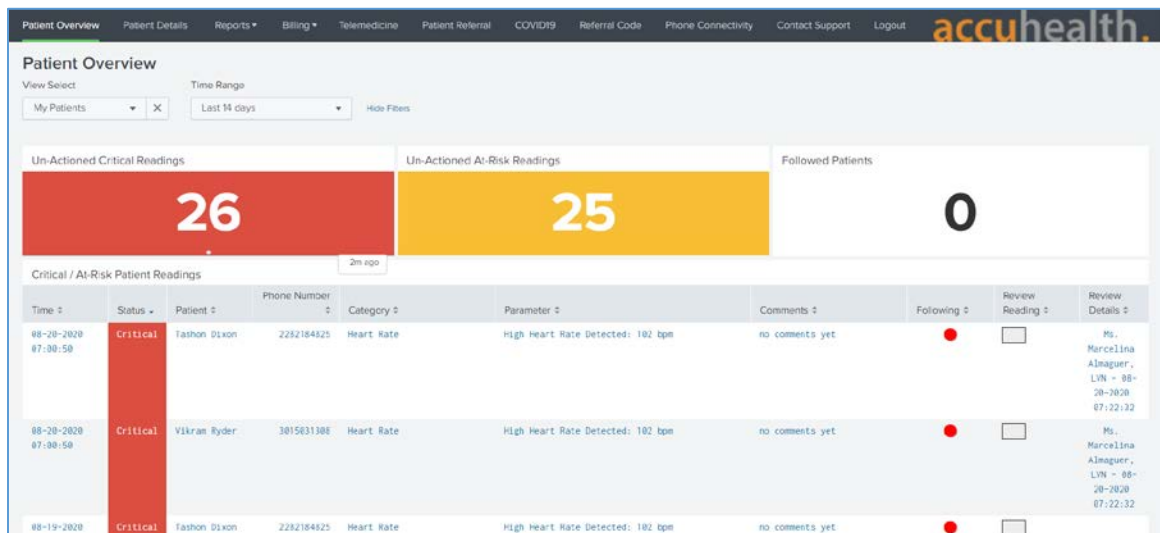 Patient Overview Patient Details Reports Billing Telemedicine Patient Referral COVID19 Referral Code Phone Connectivity Contact Support Logout accuhealth.
Patient Overview
View Select Time Range
My Patients Last 14 days Hide Filters
Un-Actioned Critical Readings Un-Actioned At-Risk Readings Followed Patients
26 25 0
2m ago
Critical / At-Risk Patient Readings
Time Status Patient Phone Number Category Parameter Comments Following Review Reading Review Details
08-20-2020 07:00:50 Critical Tashon Dixon 2282184825 Heart Rate High Heart Rate Detected: 102 bpm no comments yet Ms. Marcelina Almaguer, LVN - 08-20-2020 07:22:32
08-20-2020 07:00:50 Critical Vikram Ryder 3015031308 Heart Rate High Heart Rate Detected: 102 bpm no comments yet Ms. Marcelina Almaguer, LVN - 08-20-2020 07:22:32
08-19-2020 Critical Tashon Dixon 2282184825 Heart Rate High Heart Rate Detected: 102 bpm no comments yet